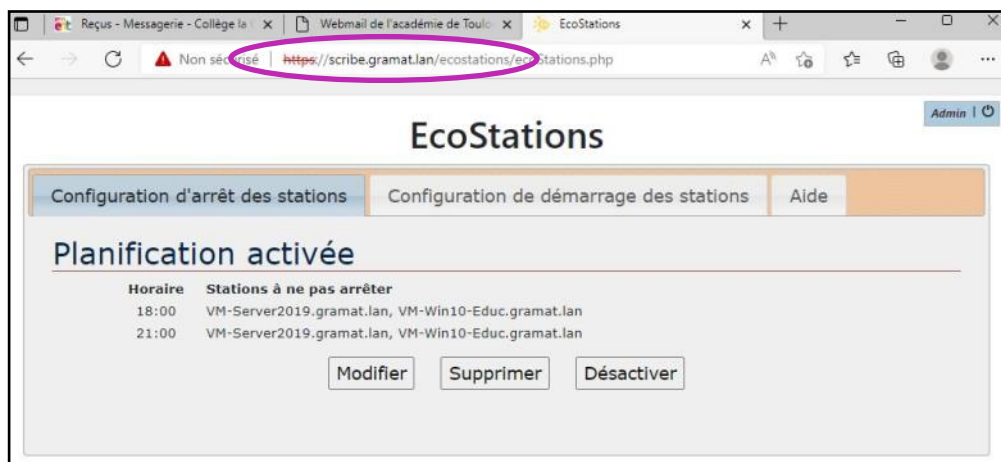 Reçus - Messagerie - Collège la
Webmail de l'académie de Toulo
EcoStations
Non sécurisé
https://scribe.gramat.lan/ecostations/ecoStations.php
Admin
EcoStations
Configuration d'arrêt des stations
Configuration de démarrage des stations
Aide
Planification activée
Horaire Stations à ne pas arrêter
18:00 VM-Server2019.gramat.lan, VM-Win10-Educ.gramat.lan
21:00 VM-Server2019.gramat.lan, VM-Win10-Educ.gramat.lan
Modifier Supprimer Désactiver